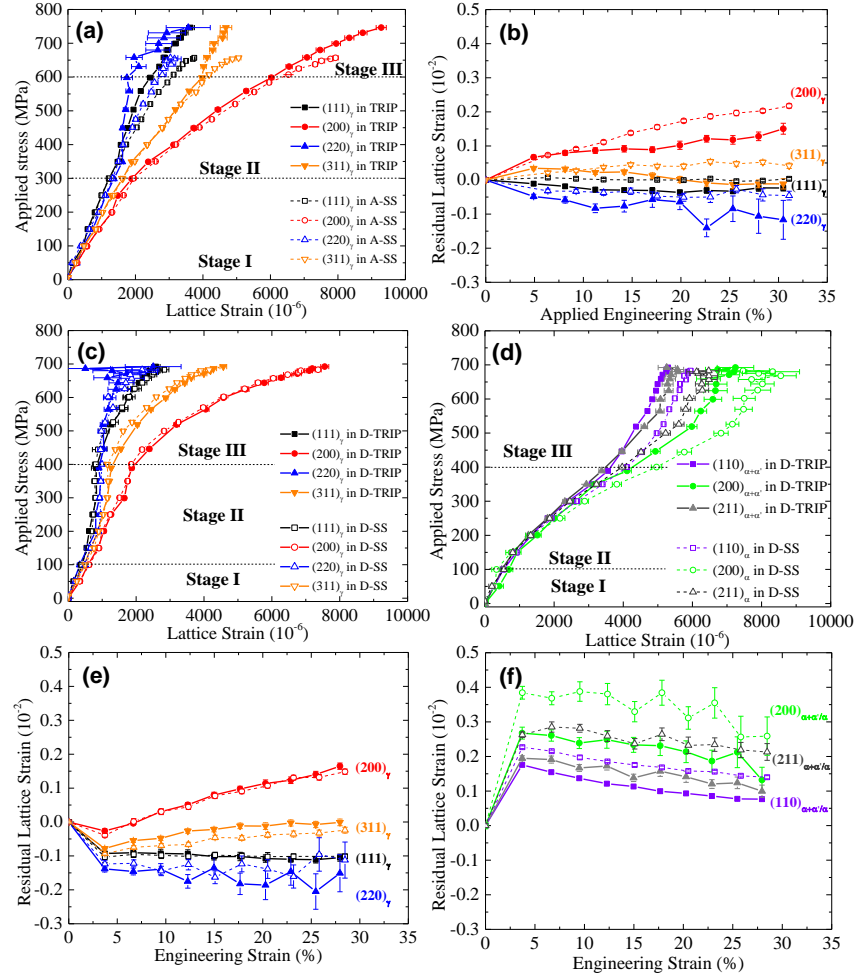 (a)
Applied stress (MPa)
800
750
700
650
600
550
500
450
400
350
300
250
200
150
100
50
0
Stage III
Stage II
Stage I
(111)γ in TRIP
(200)γ in TRIP
(220)γ in TRIP
(311)γ in TRIP
(111)γ in A-SS
(200)γ in A-SS
(220)γ in A-SS
(311)γ in A-SS
0 2000 4000 6000 8000 10000
Lattice Strain (10⁻⁶)
(b)
Residual Lattice Strain (10⁻²)
0.5
0.4
0.3
0.2
0.1
0.0
-0.1
-0.2
-0.3
(200)γ
(311)γ
(111)γ
(220)γ
0 5 10 15 20 25 30 35
Applied Engineering Strain (%)
(c)
Applied Stress (MPa)
800
700
600
500
400
300
200
100
0
Stage III
Stage II
Stage I
(111)γ in D-TRIP
(200)γ in D-TRIP
(220)γ in D-TRIP
(311)γ in D-TRIP
(111)γ in D-SS
(200)γ in D-SS
(220)γ in D-SS
(311)γ in D-SS
0 2000 4000 6000 8000 10000
Lattice Strain (10⁻⁶)
(d)
Applied Stress (MPa)
800
700
600
500
400
300
200
100
0
Stage III
Stage II
Stage I
(110)α+α' in D-TRIP
(200)α+α' in D-TRIP
(211)α+α' in D-TRIP
(110)α in D-SS
(200)α in D-SS
(211)α in D-SS
0 2000 4000 6000 8000 10000
Lattice Strain (10⁻⁶)
(e)
Residual Lattice Strain (10⁻²)
0.5
0.4
0.3
0.2
0.1
0.0
-0.1
-0.2
-0.3
(200)γ
(311)γ
(111)γ
(220)γ
0 5 10 15 20 25 30 35
Engineering Strain (%)
(f)
Residual Lattice Strain (10⁻²)
0.5
0.4
0.3
0.2
0.1
0.0
-0.1
-0.2
-0.3
(200)α+α'/α
(211)α+α'/α
(110)α+α'/α
0 5 10 15 20 25 30 35
Engineering Strain (%)